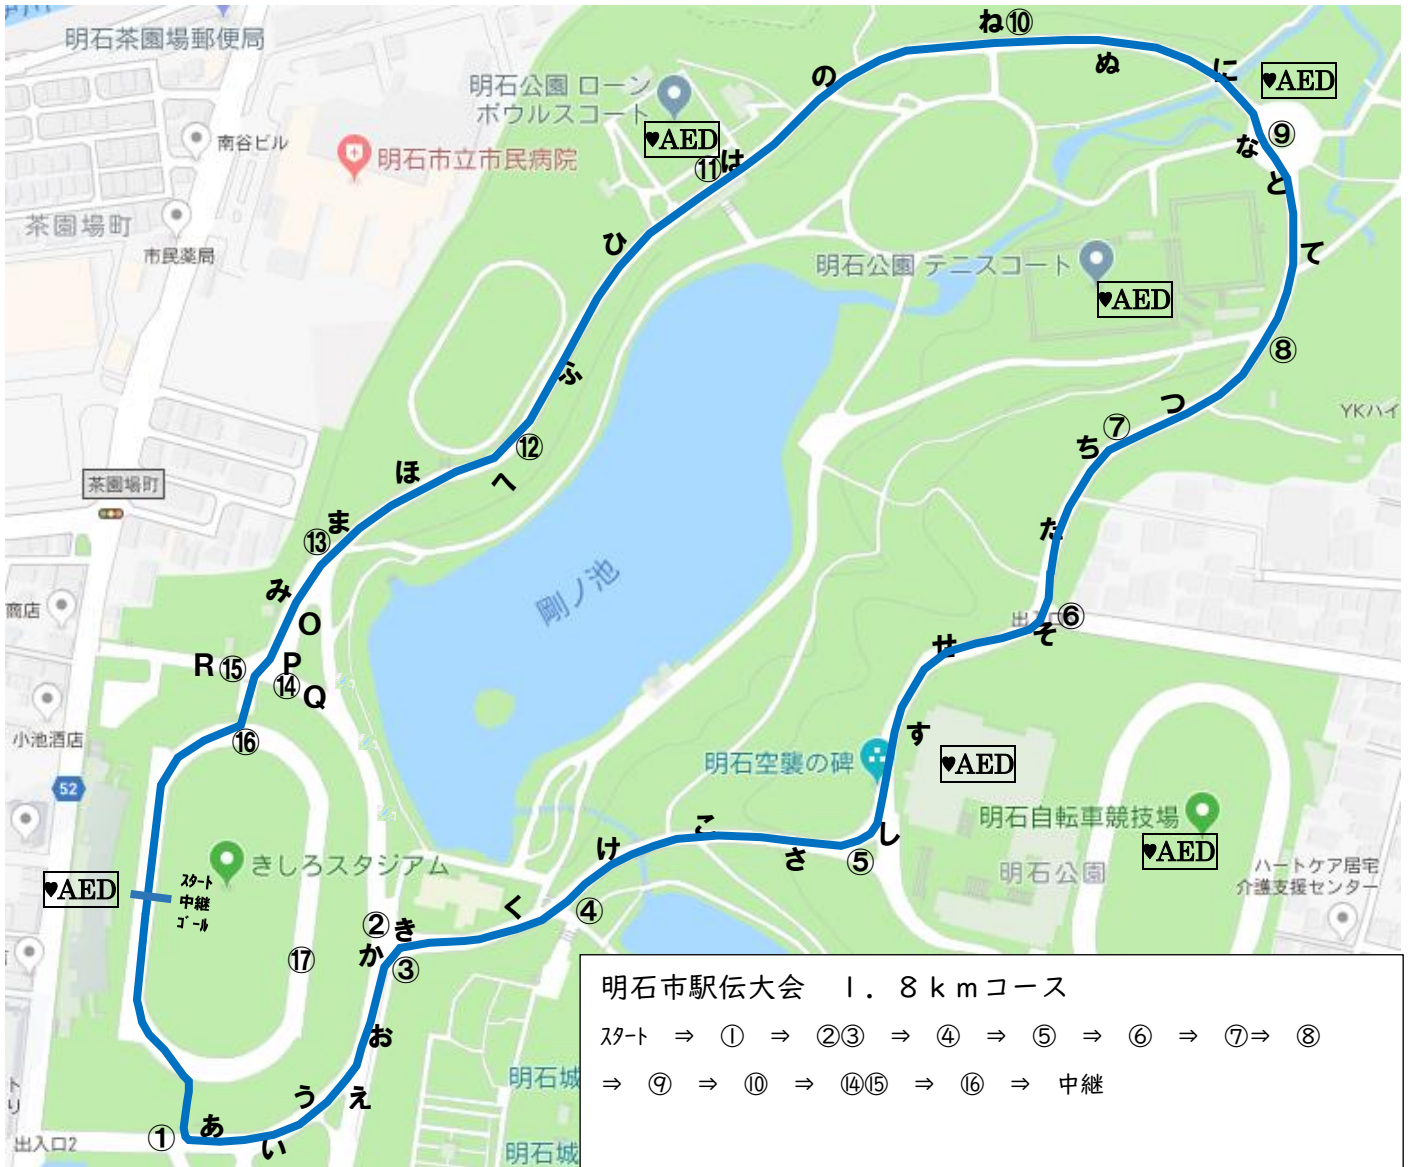 明石茶園場郵便局
ね⑩
ぬ
に
♥AED
の
明石公園 ローン
ボウルスコート
♥AED
⑨
な
と
南谷ビル
明石市立市民病院
⑪は
茶園場町
市民薬局
ひ
て
明石公園 テニスコート
♥AED
⑧
ふ
つ
YKハイ
⑦
ち
⑫
へ
ほ
茶園場町
ま
⑬
た
み
剛ノ池
商店
O
出入口
⑥
そ
せ
R⑮
P
⑭
Q
小池酒店
⑯
す
明石空襲の碑
♥AED
52
こ
し
明石自転車競技場
♥AED
け
さ
⑤
きしろスタジアム
明石公園
ハートケア居宅
介護支援センター
♥AED
スタート
中継
ゴール
く
④
②き
か
③
⑰
お
う
え
明石城
①
あ
い
出入口2
明石城
明石市駅伝大会　1．8kmコース
スタート ⇒ ① ⇒ ②③ ⇒ ④ ⇒ ⑤ ⇒ ⑥ ⇒ ⑦⇒ ⑧
⇒ ⑨ ⇒ ⑩ ⇒ ⑭⑮ ⇒ ⑯ ⇒ 中継